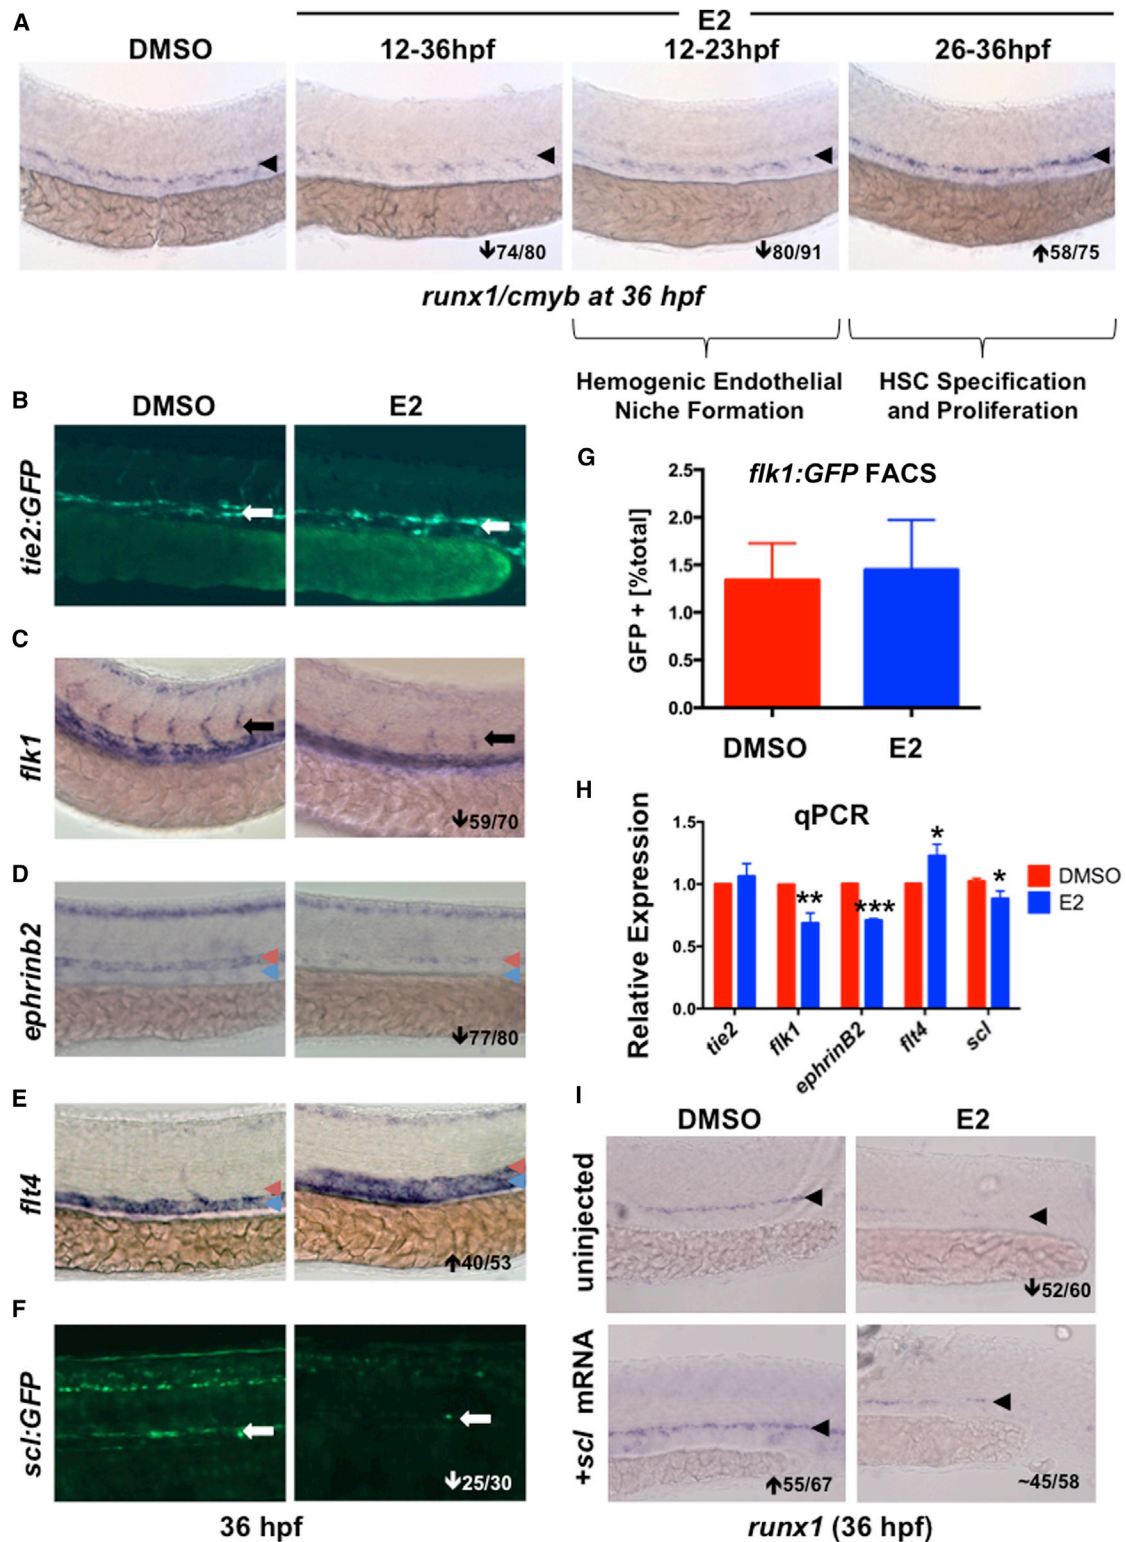 A
E2
DMSO
12-36hpf
12-23hpf
26-36hpf
↓74/80
↓80/91
↑58/75
runx1/cmyb at 36 hpf
Hemogenic Endothelial
Niche Formation
HSC Specification
and Proliferation
B
DMSO
E2
tie2:GFP
C
flk1
↓59/70
D
ephrinb2
↓77/80
E
flt4
↑40/53
F
scl:GFP
↓25/30
36 hpf
G
flk1:GFP FACS
GFP + [%total]
2.5
2.0
1.5
1.0
0.5
0.0
DMSO
E2
H
qPCR
Relative Expression
1.5
1.0
0.5
0.0
**
***
*
*
DMSO
E2
tie2
flk1
ephrinB2
flt4
scl
I
DMSO
E2
uninjected
↓52/60
+scl mRNA
↑55/67
~45/58
runx1 (36 hpf)